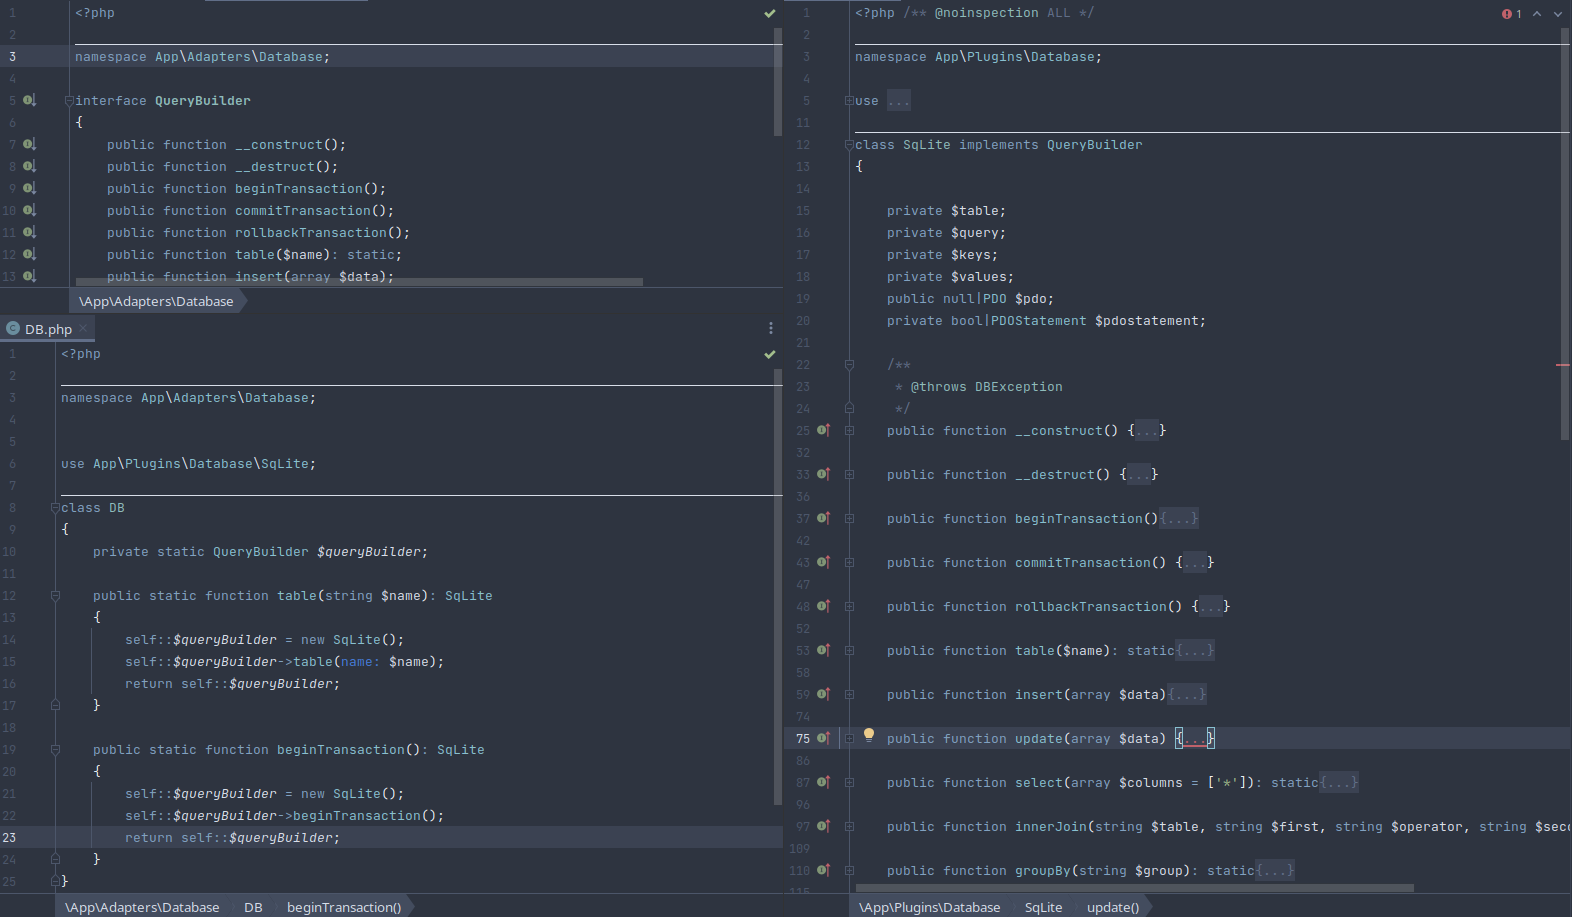 1 <?php
2
3 namespace App\Adapters\Database;
4
5 interface QueryBuilder
6 {
7 public function __construct();
8 public function __destruct();
9 public function beginTransaction();
10 public function commitTransaction();
11 public function rollbackTransaction();
12 public function table($name): static;
13 public function insert(array $data);
\App\Adapters\Database
DB.php
1 <?php
2
3 namespace App\Adapters\Database;
4
5
6 use App\Plugins\Database\SqLite;
7
8 class DB
9 {
10 private static QueryBuilder $queryBuilder;
11
12 public static function table(string $name): SqLite
13 {
14 self::$queryBuilder = new SqLite();
15 self::$queryBuilder->table(name: $name);
16 return self::$queryBuilder;
17 }
18
19 public static function beginTransaction(): SqLite
20 {
21 self::$queryBuilder = new SqLite();
22 self::$queryBuilder->beginTransaction();
23 return self::$queryBuilder;
24 }
25 }
\App\Adapters\Database DB beginTransaction()
1 <?php /** @noinspection ALL */ 1
2
3 namespace App\Plugins\Database;
4
5 use ...
11
12 class SqLite implements QueryBuilder
13 {
14
15 private $table;
16 private $query;
17 private $keys;
18 private $values;
19 public null|PDO $pdo;
20 private bool|PDOStatement $pdostatement;
21
22 /**
23 * @throws DBException
24 */
25 public function __construct() {...}
32
33 public function __destruct() {...}
36
37 public function beginTransaction(){...}
42
43 public function commitTransaction() {...}
47
48 public function rollbackTransaction() {...}
52
53 public function table($name): static{...}
58
59 public function insert(array $data){...}
74
75 public function update(array $data) {...}
86
87 public function select(array $columns = ['*']): static{...}
96
97 public function innerJoin(string $table, string $first, string $operator, string $sec
109
110 public function groupBy(string $group): static{...}
115
\App\Plugins\Database SqLite update()